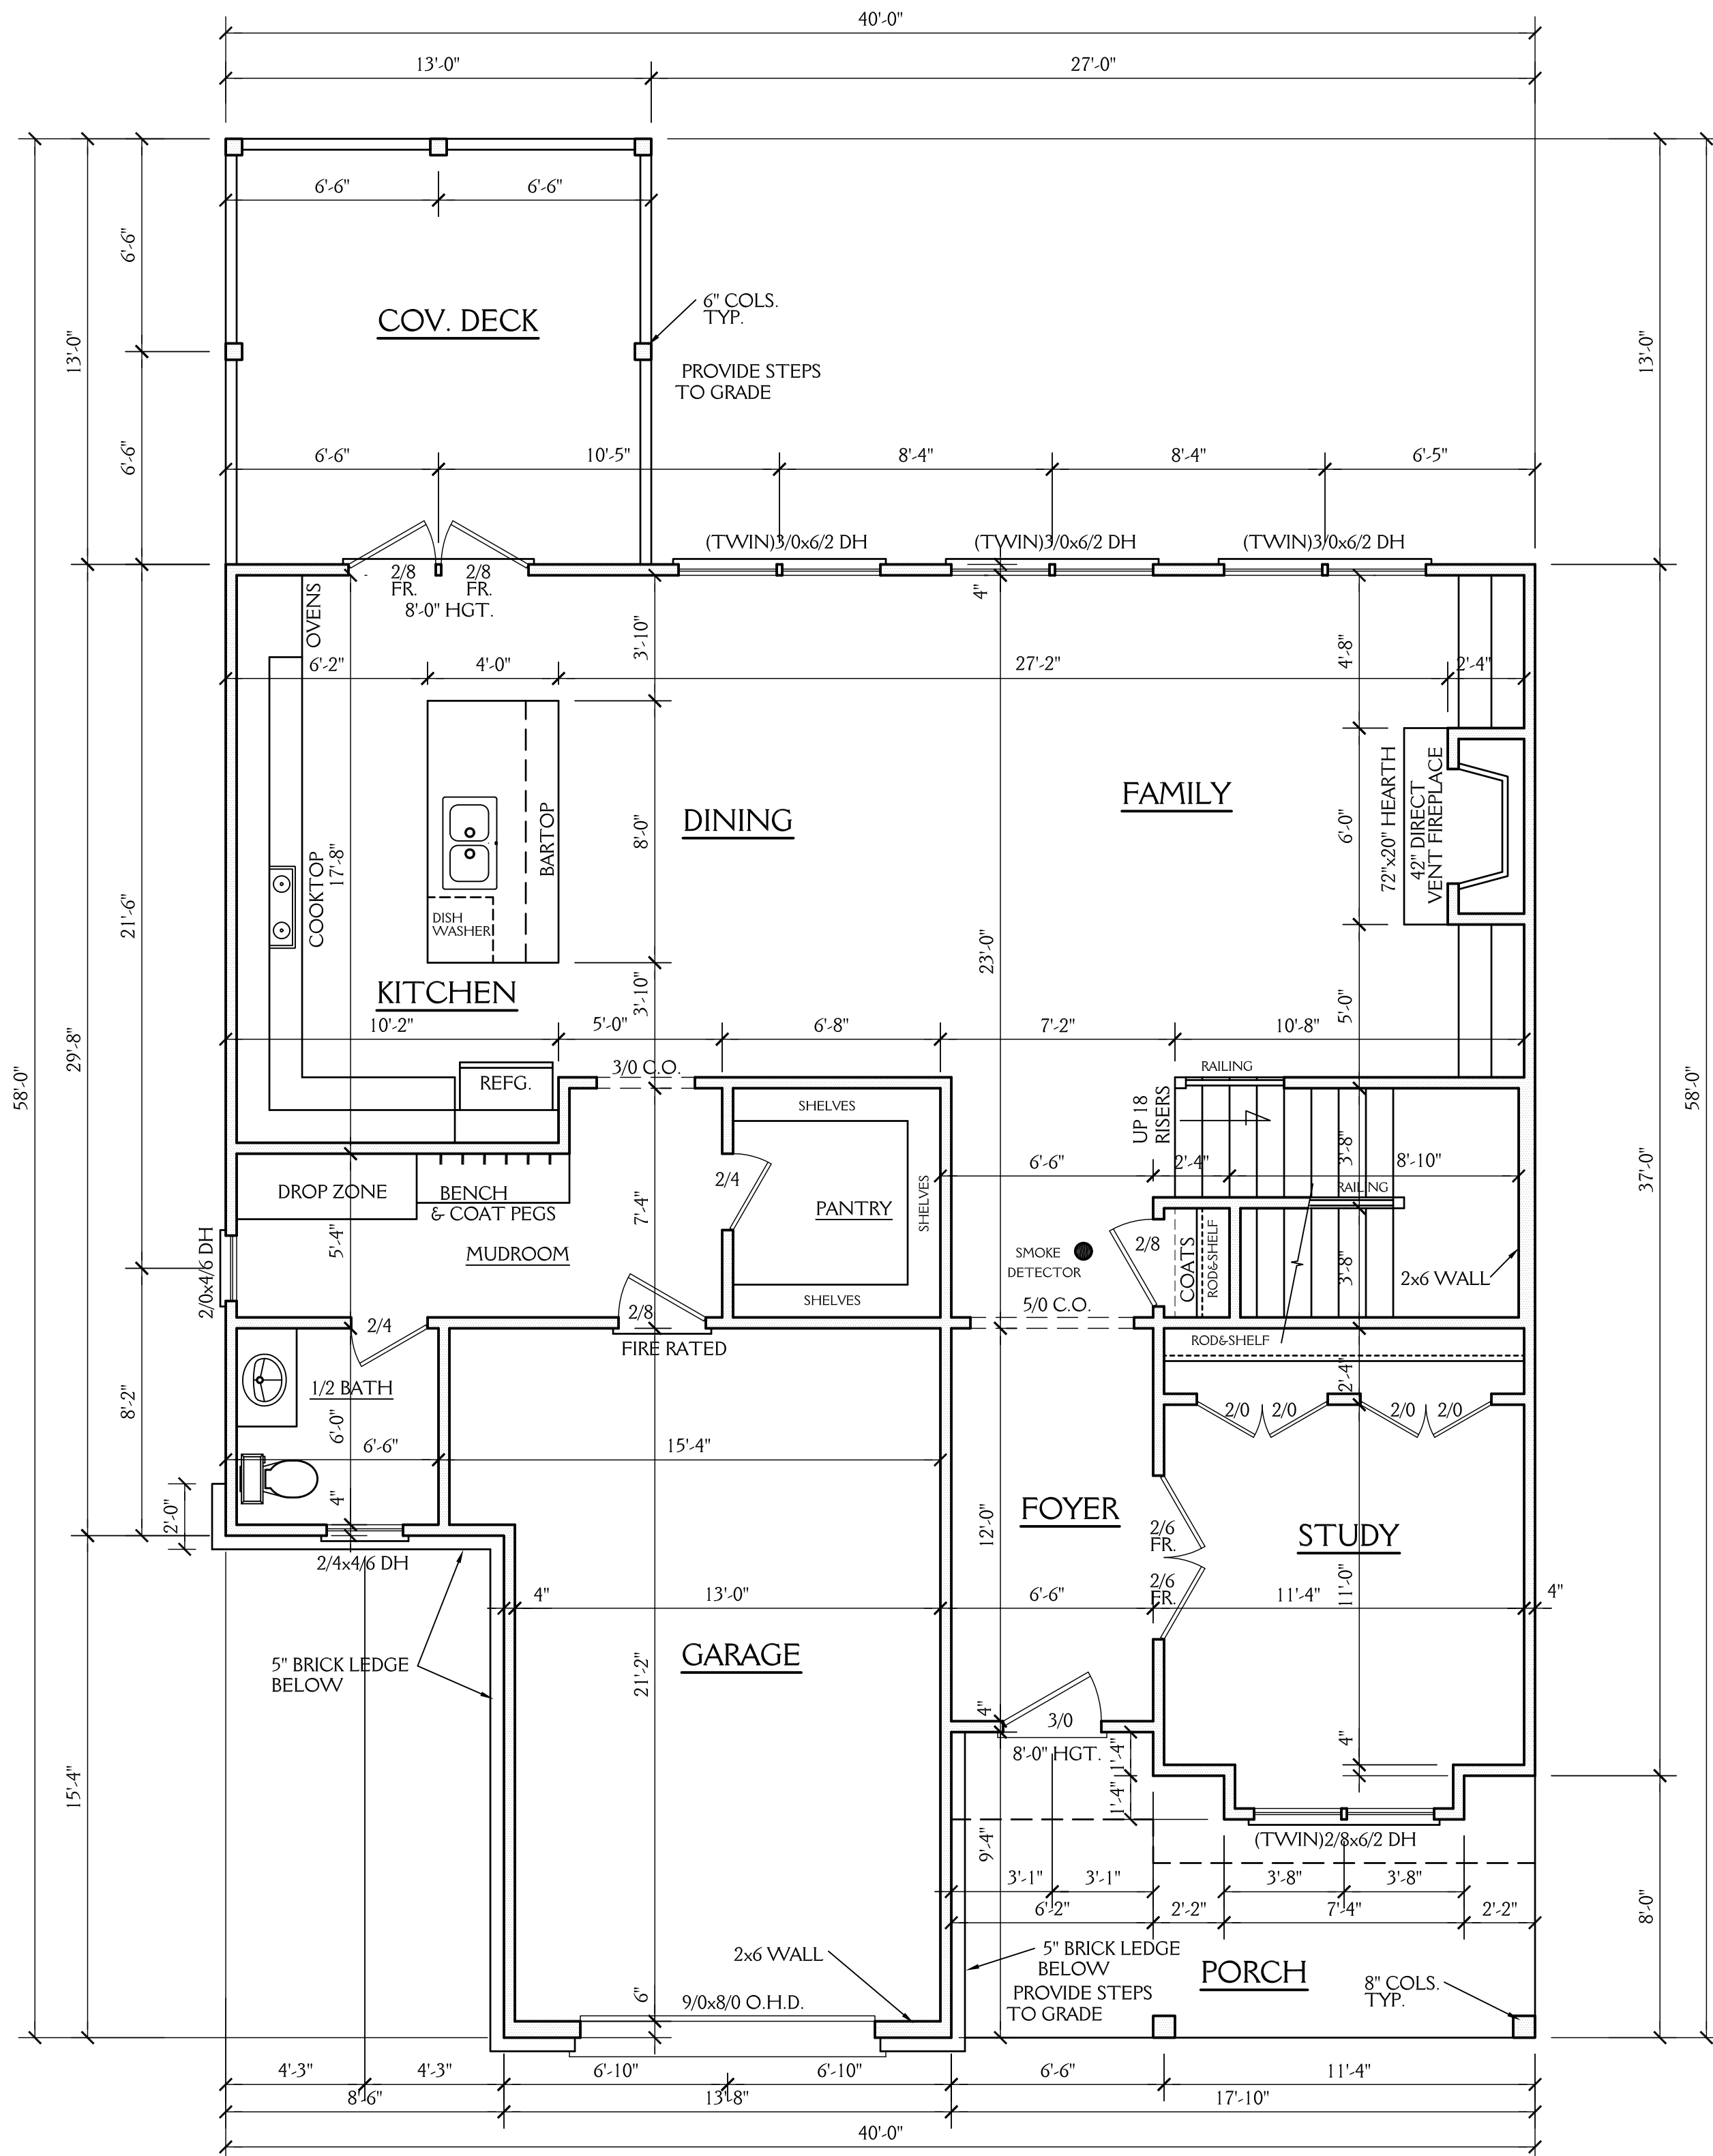 40'-0"
13'-0"
27'-0"
6'-6"
6'-6"
6'-6"
COV. DECK
6" COLS.
TYP.
13'-0"
13'-0"
PROVIDE STEPS
TO GRADE
6'-6"
6'-6"
10'-5"
8'-4"
8'-4"
6'-5"
(TWIN)3/0x6/2 DH
(TWIN)3/0x6/2 DH
(TWIN)3/0x6/2 DH
2/8
FR.
2/8
FR.
8'-0" HGT.
4"
OVENS
3'-10"
4'-8"
6'-2"
4'-0"
27'-2"
2'-4"
FAMILY
DINING
8'-0"
BARTOP
6'-0"
72"x20" HEARTH
42" DIRECT
VENT FIREPLACE
COOKTOP
17'-8"
21'-6"
DISH
WASHER
23'-0"
KITCHEN
3'-10"
5'-0"
10'-2"
5'-0"
6'-8"
7'-2"
10'-8"
29'-8"
58'-0"
58'-0"
3/0 C.O.
RAILING
REFG.
SHELVES
UP 18
RISERS
37'-0"
3'-8"
6'-6"
2'-4"
8'-10"
2/4
DROP ZONE
BENCH
& COAT PEGS
RAILING
7'-4"
PANTRY
SHELVES
5'-4"
MUDROOM
2/0x4/6 DH
SMOKE
DETECTOR
2/8
COATS
ROD&SHELF
3'-8"
2x6 WALL
SHELVES
5/0 C.O.
2/8
2/4
FIRE RATED
ROD&SHELF
1/2 BATH
2'-4"
8'-2"
2/0
2/0
2/0
2/0
6'-0"
6'-6"
15'-4"
4"
2'-0"
FOYER
12'-0"
2/6
FR.
STUDY
2/4x4/6 DH
2/6
FR.
11'-0"
4"
13'-0"
6'-6"
11'-4"
4"
GARAGE
21'-2"
5" BRICK LEDGE
BELOW
4"
3/0
8'-0" HGT.
1'-4"
4"
1'-4"
15'-4"
9'-4"
(TWIN)2/8x6/2 DH
3'-1"
3'-1"
3'-8"
3'-8"
6'-2"
2'-2"
7'-4"
2'-2"
8'-0"
2x6 WALL
5" BRICK LEDGE
BELOW
PORCH
PROVIDE STEPS
TO GRADE
8" COLS.
TYP.
6"
9/0x8/0 O.H.D.
4'-3"
4'-3"
6'-10"
6'-10"
6'-6"
11'-4"
8'-6"
13'-8"
17'-10"
40'-0"